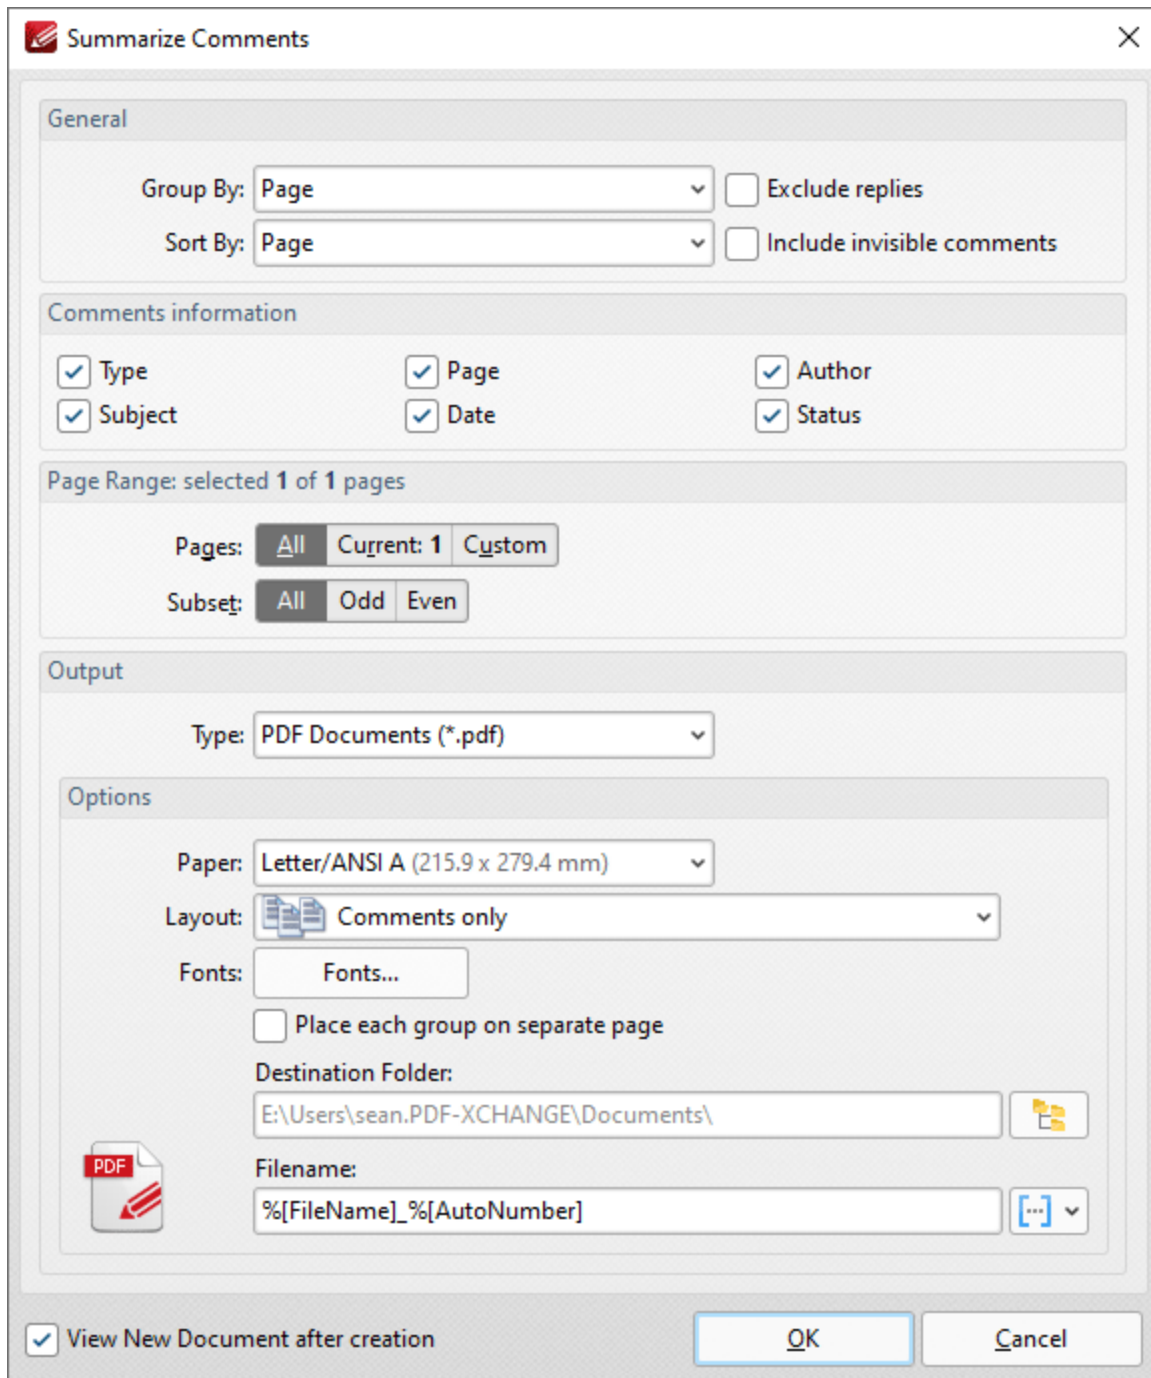 Summarize Comments
General
Group By: Page Exclude replies
Sort By: Page Include invisible comments
Comments information
Type Page Author
Subject Date Status
Page Range: selected 1 of 1 pages
Pages: All Current: 1 Custom
Subset: All Odd Even
Output
Type: PDF Documents (*.pdf)
Options
Paper: Letter/ANSI A (215.9 x 279.4 mm)
Layout: Comments only
Fonts: Fonts...
Place each group on separate page
Destination Folder:
E:\Users\sean.PDF-XCHANGE\Documents\
PDF
Filename:
%[FileName]_%[AutoNumber]
View New Document after creation OK Cancel